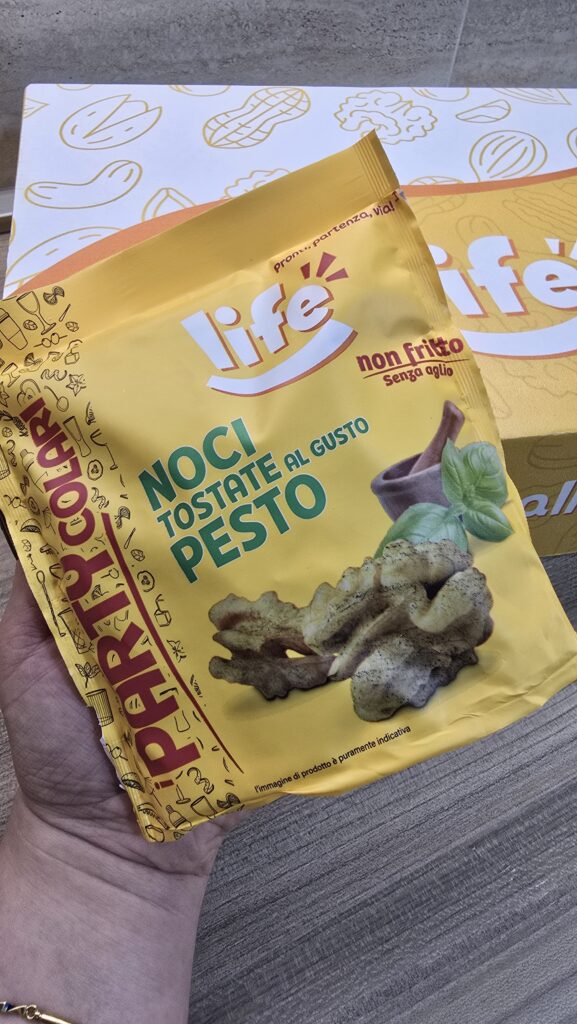 Pronti, partenza, via!
life
non fritto
senza aglio
NOCI
TOSTATE AL GUSTO
PESTO
iPARTYCOLARI
l'immagine di prodotto è puramente indicativa
life